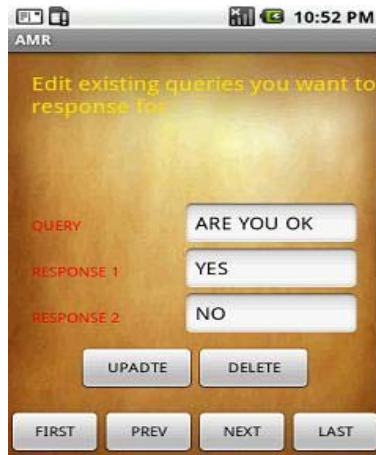 10:52 PM
AMR
Edit existing queries you want to
response for
QUERY ARE YOU OK
RESPONSE 1 YES
RESPONSE 2 NO
UPADTE DELETE
FIRST PREV NEXT LAST